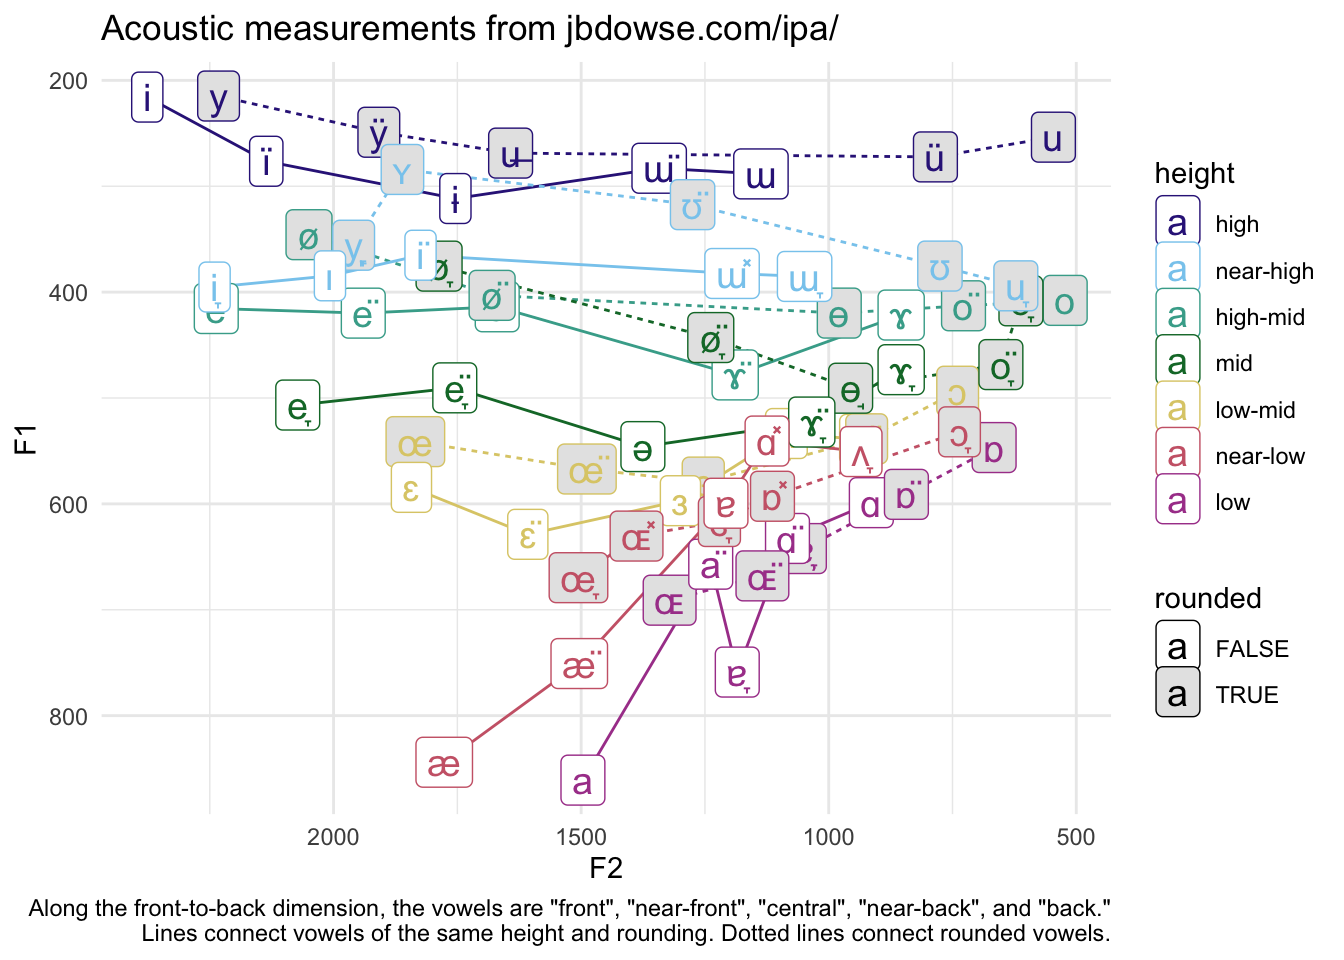 Acoustic measurements from jbdowse.com/ipa/
200
400
600
800
F1
i
y
ÿ
ï
ʉ
ɨ
ɯ̈
ɯ
ü
u
ʏ
ʊ̈
ʊ
ø
y̞
i̞
ɪ
ï
ø̞
ɯ̽
ɯ̞
u̞
e
ë
ø̈
ɵ
ɤ
ö
o
ø̞̈
ɤ̈
e̞
ë̞
ə
ɵ̞
ɤ̞
ö̞
ɤ̞̈
œ
œ̈
ɛ
ɛ̈
ɜ
ɔ
ɑ̽
ʌ̞
ɔ̞
ɒ
ɐ
ɒ̽
ɑ
ɒ̈
ɶ̽
œ̞
ɑ̈
ä
ɶ̈
ɶ
ɐ̞
æ̈
æ
a
2000
1500
1000
500
F2
height
a high
a near-high
a high-mid
a mid
a low-mid
a near-low
a low
rounded
a FALSE
a TRUE
Along the front-to-back dimension, the vowels are "front", "near-front", "central", "near-back", and "back."
Lines connect vowels of the same height and rounding. Dotted lines connect rounded vowels.